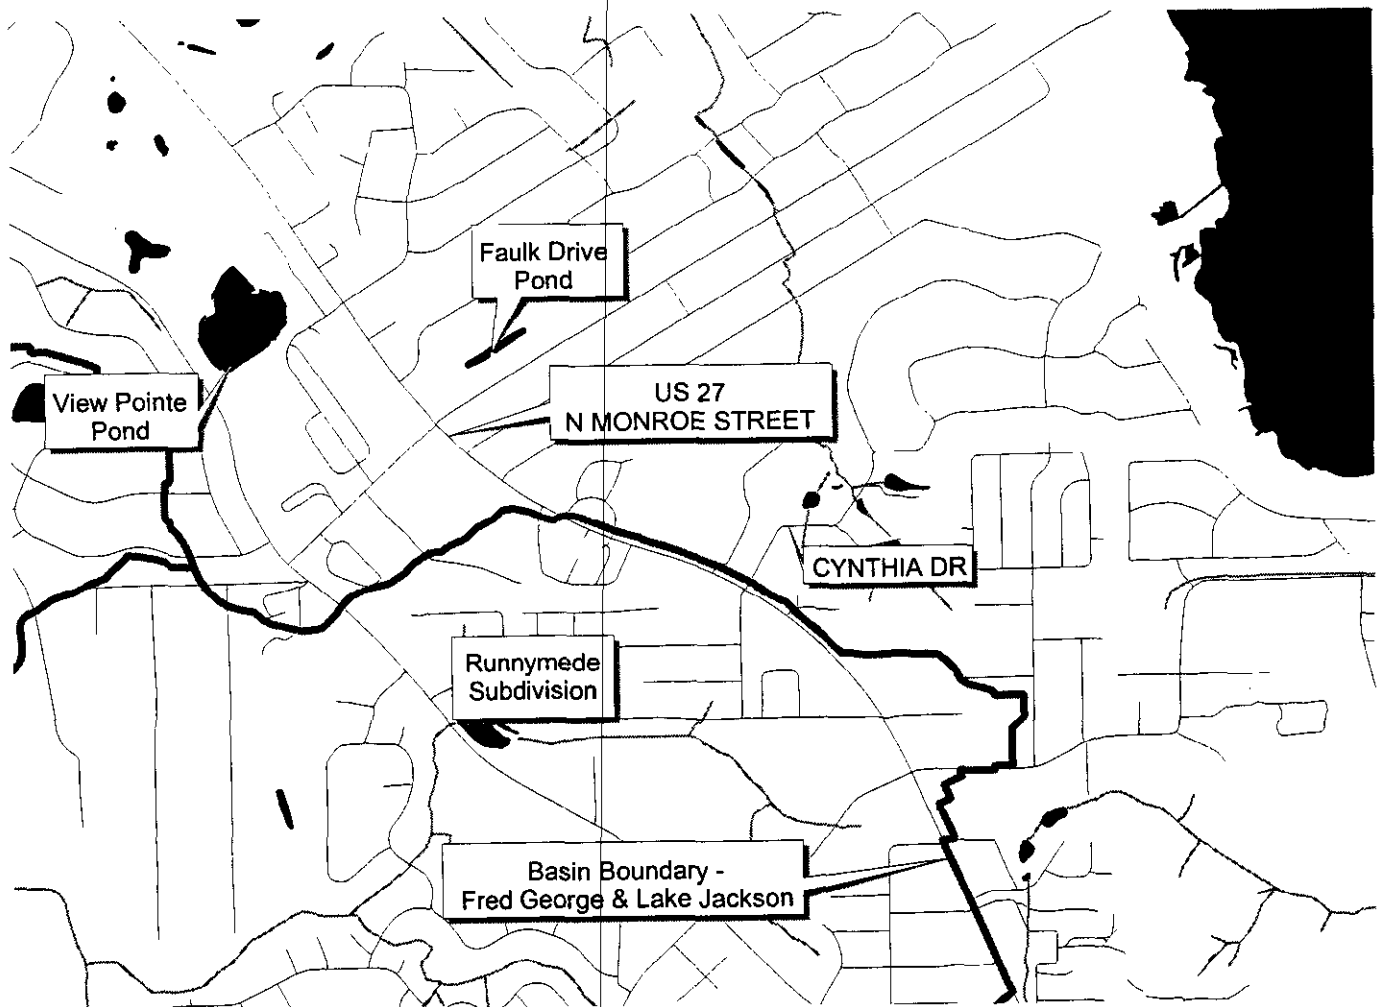 Faulk Drive
Pond
US 27
N MONROE STREET
View Pointe
Pond
CYNTHIA DR
Runnymede
Subdivision
Basin Boundary -
Fred George & Lake Jackson